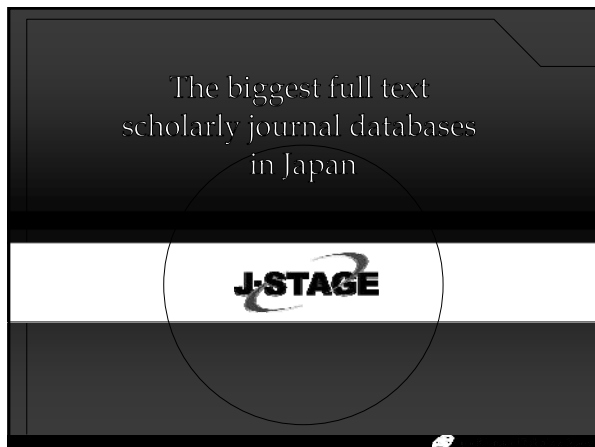 The biggest full text
scholarly journal databases
in Japan
J-STAGE